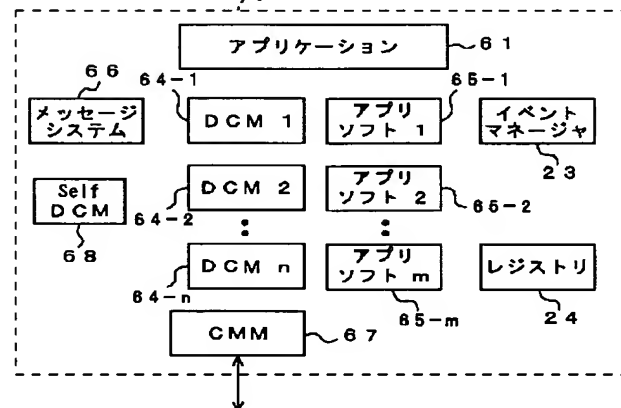 アプリケーション
61
66
64-1
65-1
メッセージ
システム
DCM 1
アプリ
ソフト 1
イベント
マネージャ
23
Self
DCM
68
64-2
DCM 2
アプリ
ソフト 2
65-2
DCM n
アプリ
ソフト m
レジストリ
64-n
65-m
24
CMM
67